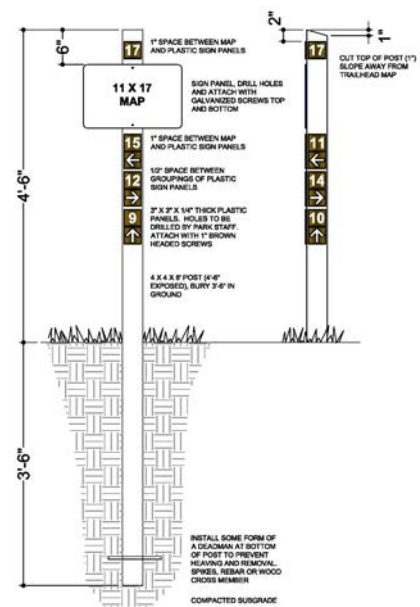 2"
1"
6"
17
1" SPACE BETWEEN MAP
AND PLASTIC SIGN PANELS
17
CUT TOP OF POST (1")
SLOPE AWAY FROM
TRAILHEAD MAP
11 X 17
MAP
SIGN PANEL, DRILL HOLES
AND ATTACH WITH
GALVANIZED SCREWS TOP
AND BOTTOM
4'-6"
15
1" SPACE BETWEEN MAP
AND PLASTIC SIGN PANELS
11
1/2" SPACE BETWEEN
GROUPINGS OF PLASTIC
SIGN PANELS
12
14
3" X 3" X 1/4" THICK PLASTIC
PANELS. HOLES TO BE
DRILLED BY PARK STAFF.
ATTACH WITH 1" BROWN
HEADED SCREWS
9
10
4 X 4 X 8' POST (4'-6"
EXPOSED), BURY 3'-6" IN
GROUND
3'-6"
INSTALL SOME FORM OF
A DEADMAN AT BOTTOM
OF POST TO PREVENT
HEAVING AND REMOVAL.
SPIKES, REBAR OR WOOD
CROSS MEMBER
COMPACTED SUBGRADE